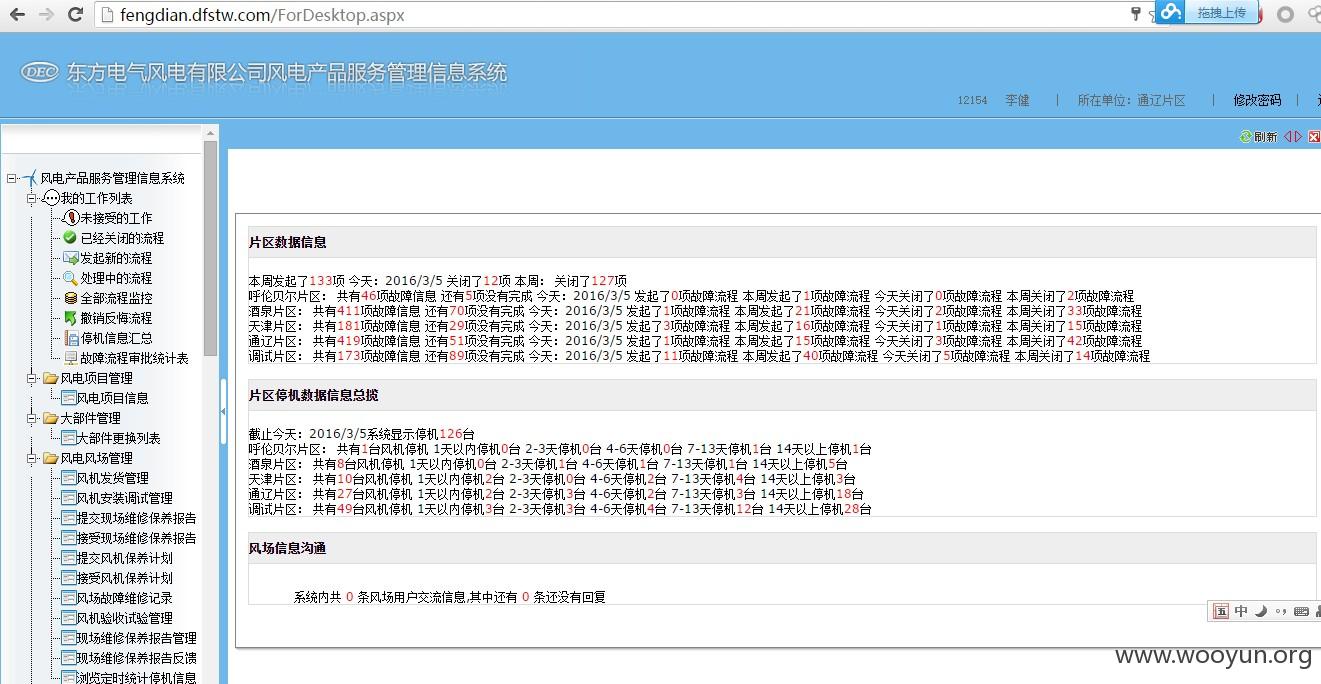 fengdian.dfstw.com/ForDesktop.aspx
拖拽上传
DEC 东方电气风电有限公司风电产品服务管理信息系统
12154 李健 | 所在单位：通辽片区 | 修改密码 |
刷新
风电产品服务管理信息系统
我的工作列表
未接受的工作
已经关闭的流程
发起新的流程
处理中的流程
全部流程监控
撤销反悔流程
停机信息汇总
故障流程审批统计表
风电项目管理
风电项目信息
大部件管理
大部件更换列表
风电风场管理
风机发货管理
风机安装调试管理
提交现场维修保养报告
接受现场维修保养报告
提交风机保养计划
接受风机保养计划
风场故障维修记录
风机验收试验管理
现场维修保养报告管理
现场维修保养报告反馈
浏览定时统计停机信息
片区数据信息
本周发起了133项 今天：2016/3/5 关闭了12项 本周： 关闭了127项
呼伦贝尔片区： 共有46项故障信息 还有5项没有完成 今天：2016/3/5 发起了0项故障流程 本周发起了1项故障流程 今天关闭了0项故障流程 本周关闭了2项故障流程
酒泉片区： 共有411项故障信息 还有70项没有完成 今天：2016/3/5 发起了1项故障流程 本周发起了21项故障流程 今天关闭了2项故障流程 本周关闭了33项故障流程
天津片区： 共有181项故障信息 还有29项没有完成 今天：2016/3/5 发起了3项故障流程 本周发起了16项故障流程 今天关闭了1项故障流程 本周关闭了15项故障流程
通辽片区： 共有419项故障信息 还有51项没有完成 今天：2016/3/5 发起了1项故障流程 本周发起了15项故障流程 今天关闭了3项故障流程 本周关闭了42项故障流程
调试片区： 共有173项故障信息 还有89项没有完成 今天：2016/3/5 发起了11项故障流程 本周发起了40项故障流程 今天关闭了5项故障流程 本周关闭了14项故障流程
片区停机数据信息总揽
截止今天：2016/3/5系统显示停机126台
呼伦贝尔片区： 共有1台风机停机 1天以内停机0台 2-3天停机0台 4-6天停机0台 7-13天停机1台 14天以上停机1台
酒泉片区： 共有8台风机停机 1天以内停机0台 2-3天停机1台 4-6天停机1台 7-13天停机1台 14天以上停机5台
天津片区： 共有10台风机停机 1天以内停机2台 2-3天停机0台 4-6天停机2台 7-13天停机4台 14天以上停机3台
通辽片区： 共有27台风机停机 1天以内停机2台 2-3天停机3台 4-6天停机2台 7-13天停机3台 14天以上停机18台
调试片区： 共有49台风机停机 1天以内停机3台 2-3天停机3台 4-6天停机4台 7-13天停机12台 14天以上停机28台
风场信息沟通
系统内共 0 条风场用户交流信息,其中还有 0 条还没有回复
五 中
www.wooyun.org